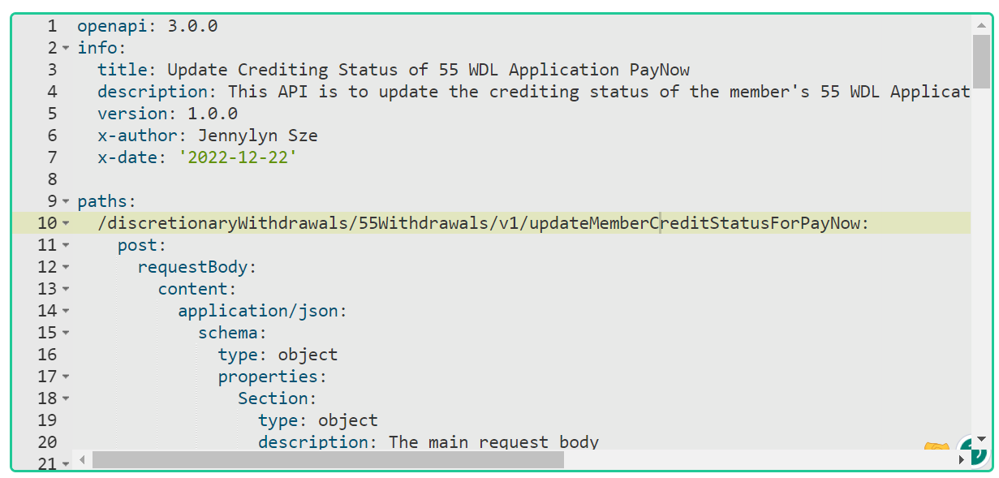 1 openapi: 3.0.0
2 info:
3 title: Update Crediting Status of 55 WDL Application PayNow
4 description: This API is to update the crediting status of the member's 55 WDL Applicat
5 version: 1.0.0
6 x-author: Jennylyn Sze
7 x-date: '2022-12-22'
8
9 paths:
10 /discretionaryWithdrawals/55Withdrawals/v1/updateMemberCreditStatusForPayNow:
11 post:
12 requestBody:
13 content:
14 application/json:
15 schema:
16 type: object
17 properties:
18 Section:
19 type: object
20 description: The main request body
21